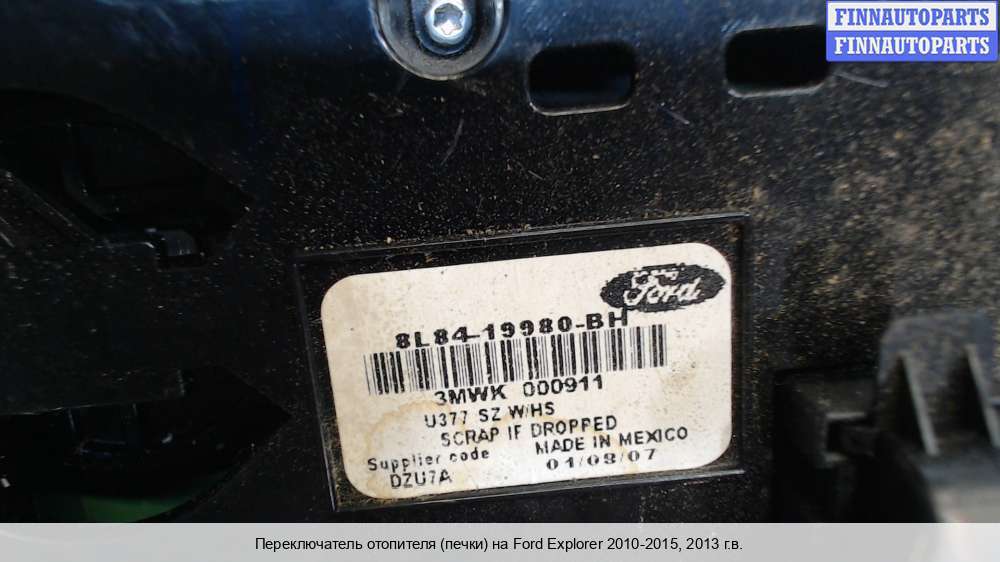 FINNAUTOPARTS
FINNAUTOPARTS
Ford
8L84-19980-BH
3MWK 000911
U377 SZ W/HS
SCRAP IF DROPPED
Supplier code MADE IN MEXICO
DZU7A 01/08/07
Переключатель отопителя (печки) на Ford Explorer 2010-2015, 2013 г.в.